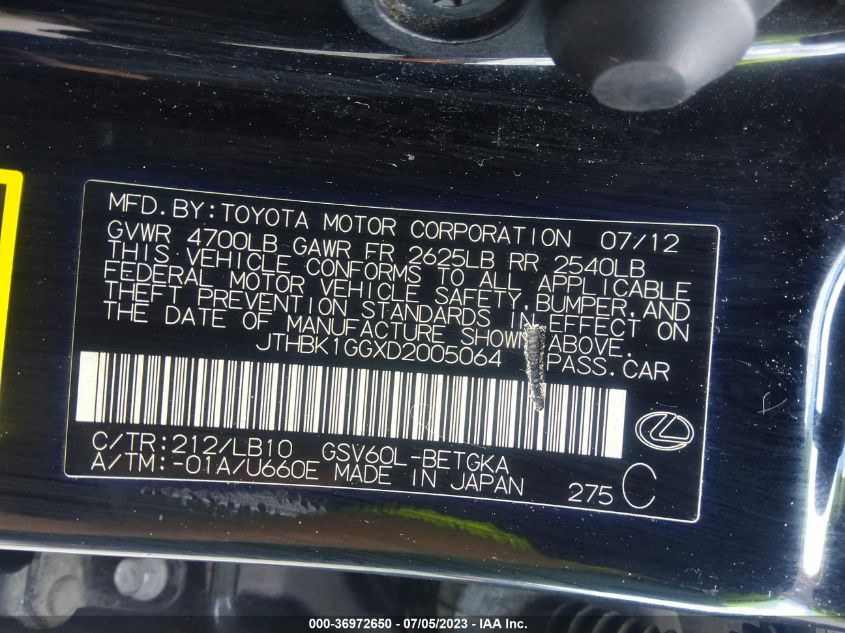 MFD.BY:TOYOTA MOTOR CORPORATION 07/12
GVWR 4700LB GAWR FR 2625LB RR 2540LB
THIS VEHICLE CONFORMS TO ALL APPLICABLE
FEDERAL MOTOR VEHICLE SAFETY,BUMPER,AND
THEFT PREVENTION STANDARDS IN EFFECT ON
THE DATE OF MANUFACTURE SHOWN ABOVE.
JTHBK1GGXD2005064 PASS.CAR
C/TR:212/LB10 GSV60L-BETGKA
A/TM:-01A/U660E MADE IN JAPAN 275 C
000-36972650 / 07/05/2023 - IAA Inc.